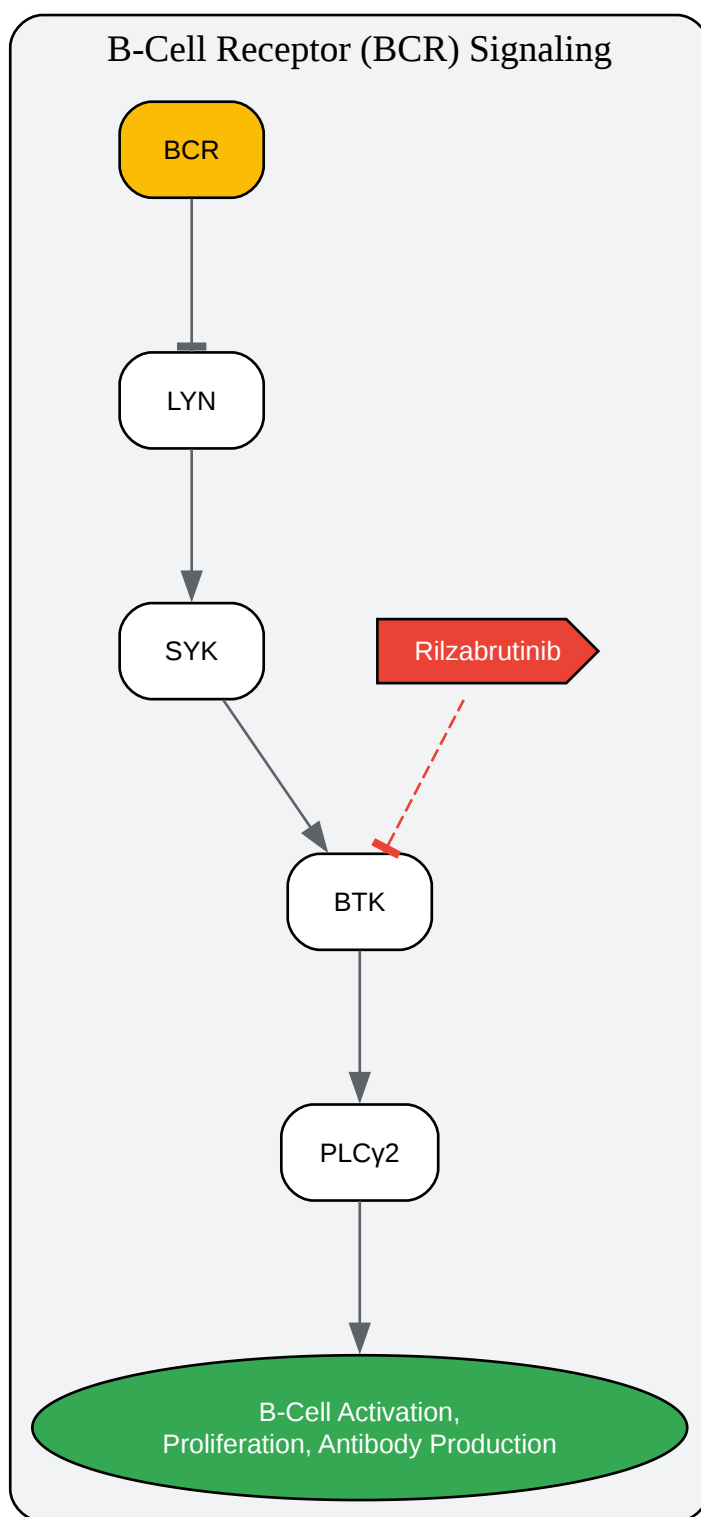 B-Cell Receptor (BCR) Signaling
BCR
LYN
SYK
Rilzabrutinib
BTK
PLCγ2
B-Cell Activation,
Proliferation, Antibody Production